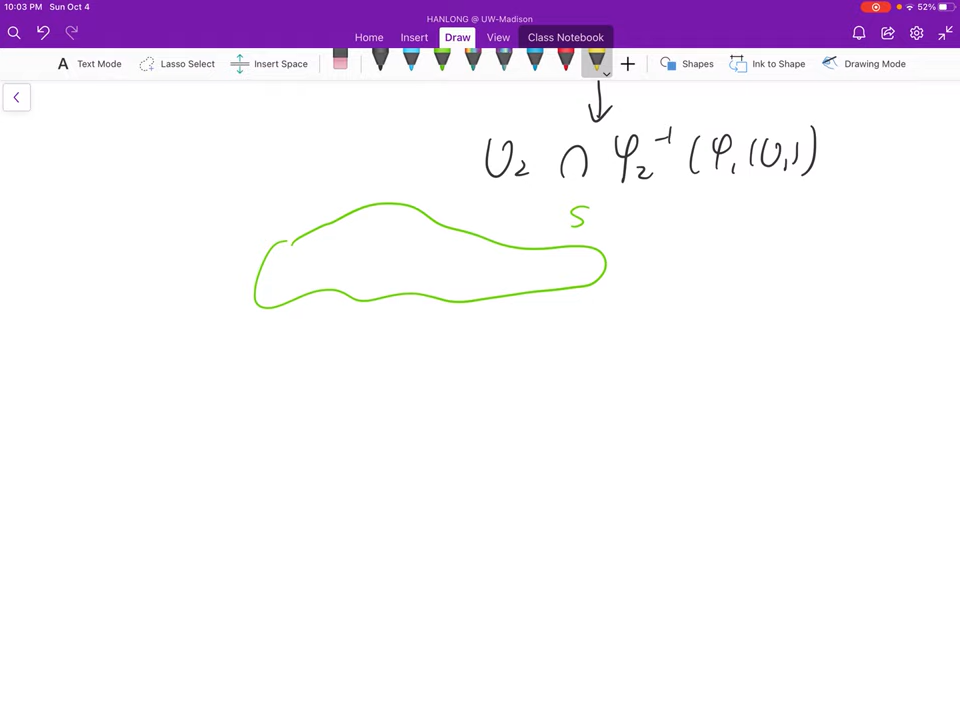 10:03 PM Sun Oct 4
52%
HANLONG @ UW-Madison
Home Insert Draw View Class Notebook
A Text Mode Lasso Select Insert Space Shapes Ink to Shape Drawing Mode
U₂ ∩ φ₂⁻¹ (φ₁(U₁))
S